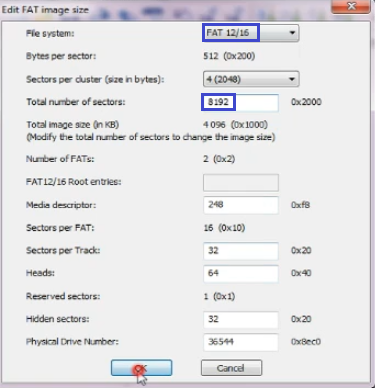 Edit FAT image size
File system: FAT 12/16
Bytes per sector: 512 (0x200)
Sectors per cluster (size in bytes): 4 (2048)
Total number of sectors: 8192 0x2000
Total image size (in KB) 4 096 (0x1000)
(Modify the total number of sectors to change the image size)
Number of FATs: 2 (0x2)
FAT12/16 Root entries:
Media descriptor: 248 0xf8
Sectors per FAT: 16 (0x10)
Sectors per Track: 32 0x20
Heads: 64 0x40
Reserved sectors: 1 (0x1)
Hidden sectors: 32 0x20
Physical Drive Number: 36544 0x8ec0
OK Cancel